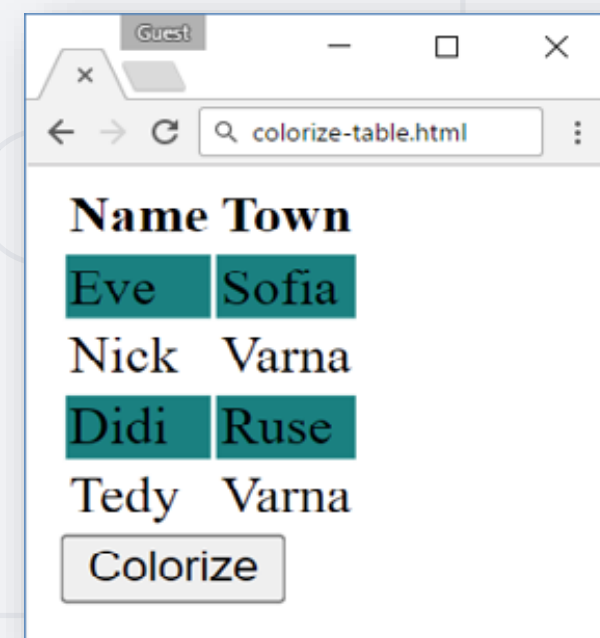 Guest
colorize-table.html
Name Town
Eve Sofia
Nick Varna
Didi Ruse
Tedy Varna
Colorize